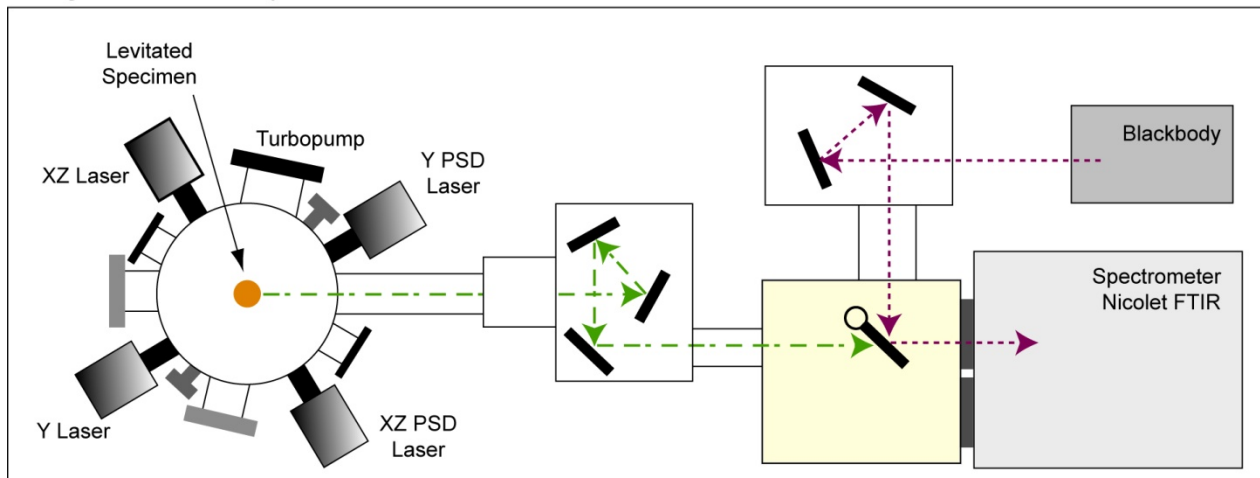 Levitated
Specimen
Turbopump
Y PSD
Laser
XZ Laser
Y Laser
XZ PSD
Laser
Blackbody
Spectrometer
Nicolet FTIR